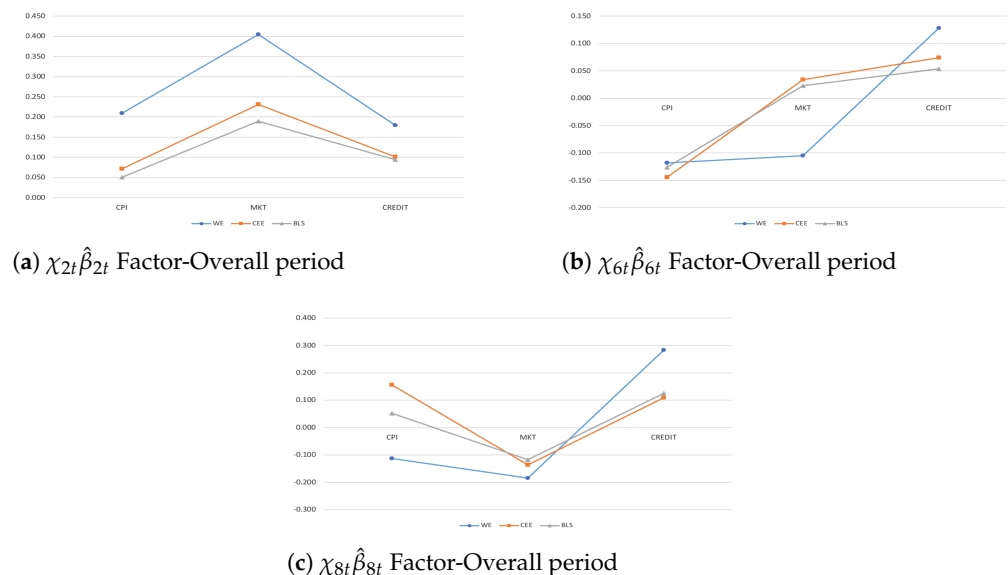 0.450
0.400
0.350
0.300
0.250
0.200
0.150
0.100
0.050
0.000
CPI MKT CREDIT
WE CEE BLS
(a) χ₂ₜβ̂₂ₜ Factor-Overall period
0.150
0.100
0.050
0.000
-0.050
-0.100
-0.150
-0.200
CPI MKT CREDIT
WE CEE BLS
(b) χ₆ₜβ̂₆ₜ Factor-Overall period
0.400
0.300
0.200
0.100
0.000
-0.100
-0.200
-0.300
CPI MKT CREDIT
WE CEE BLS
(c) χ₈ₜβ̂₈ₜ Factor-Overall period